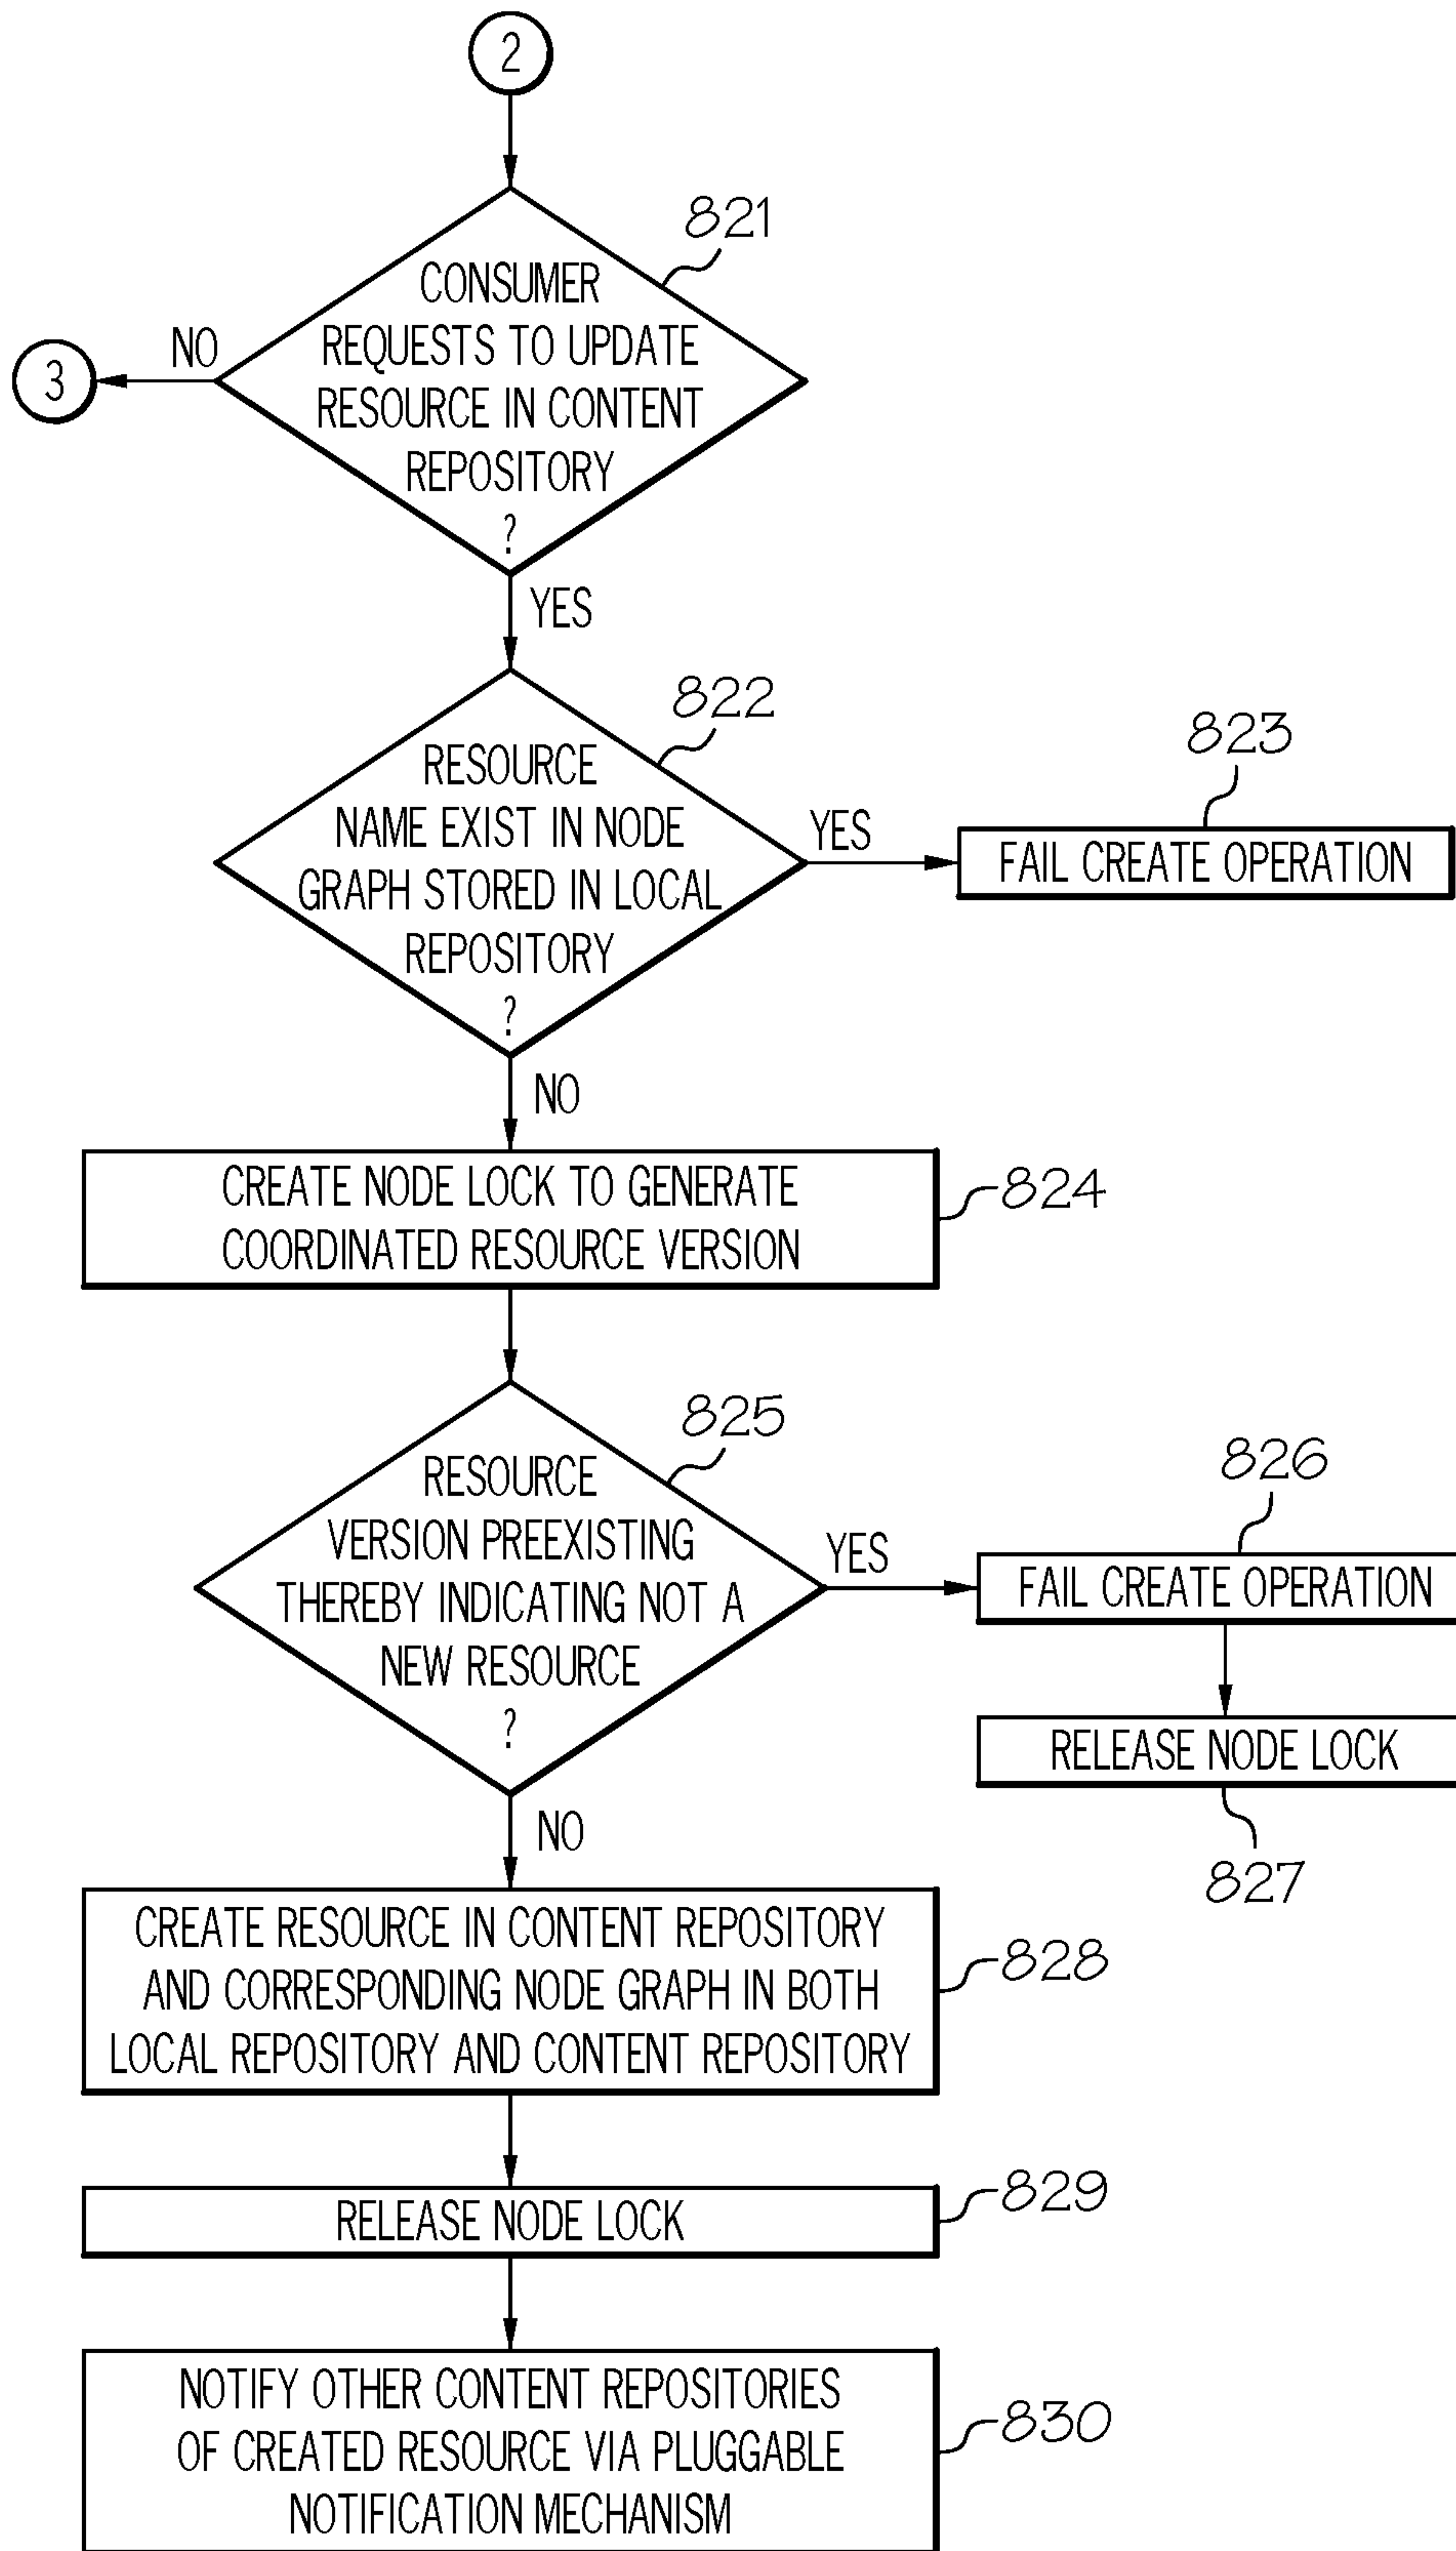 2
821
CONSUMER
REQUESTS TO UPDATE
RESOURCE IN CONTENT
REPOSITORY
?
NO
3
YES
822
RESOURCE
NAME EXIST IN NODE
GRAPH STORED IN LOCAL
REPOSITORY
?
YES
823
FAIL CREATE OPERATION
NO
CREATE NODE LOCK TO GENERATE
COORDINATED RESOURCE VERSION
824
825
RESOURCE
VERSION PREEXISTING
THEREBY INDICATING NOT A
NEW RESOURCE
?
YES
826
FAIL CREATE OPERATION
RELEASE NODE LOCK
827
NO
CREATE RESOURCE IN CONTENT REPOSITORY
AND CORRESPONDING NODE GRAPH IN BOTH
LOCAL REPOSITORY AND CONTENT REPOSITORY
828
RELEASE NODE LOCK
829
NOTIFY OTHER CONTENT REPOSITORIES
OF CREATED RESOURCE VIA PLUGGABLE
NOTIFICATION MECHANISM
830